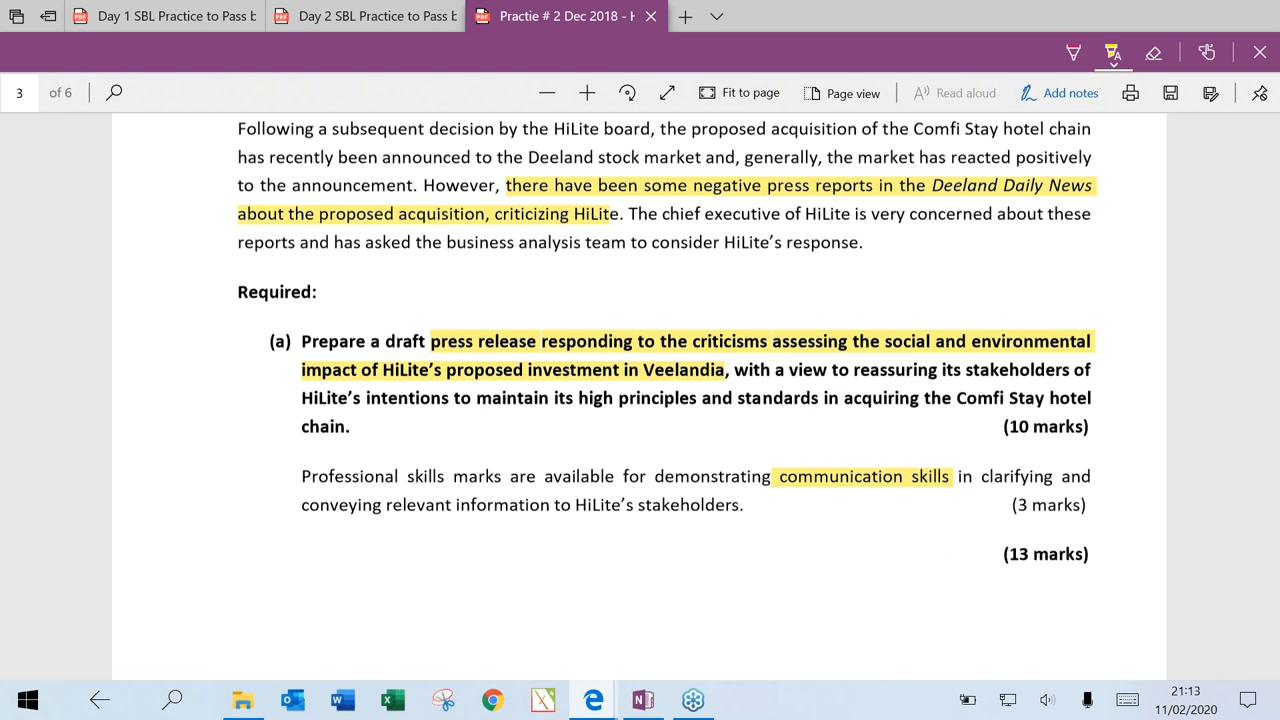 Day 1 SBL Practice to Pass b
Day 2 SBL Practice to Pass b
Practie # 2 Dec 2018 - H
3 of 6
Fit to page
Page view
Read aloud
Add notes
Following a subsequent decision by the HiLite board, the proposed acquisition of the Comfi Stay hotel chain
has recently been announced to the Deeland stock market and, generally, the market has reacted positively
to the announcement. However, there have been some negative press reports in the Deeland Daily News
about the proposed acquisition, criticizing HiLite. The chief executive of HiLite is very concerned about these
reports and has asked the business analysis team to consider HiLite's response.
Required:
(a) Prepare a draft press release responding to the criticisms assessing the social and environmental
impact of HiLite's proposed investment in Veelandia, with a view to reassuring its stakeholders of
HiLite's intentions to maintain its high principles and standards in acquiring the Comfi Stay hotel
chain. (10 marks)
Professional skills marks are available for demonstrating communication skills in clarifying and
conveying relevant information to HiLite's stakeholders. (3 marks)
(13 marks)
21:13
11/02/2020